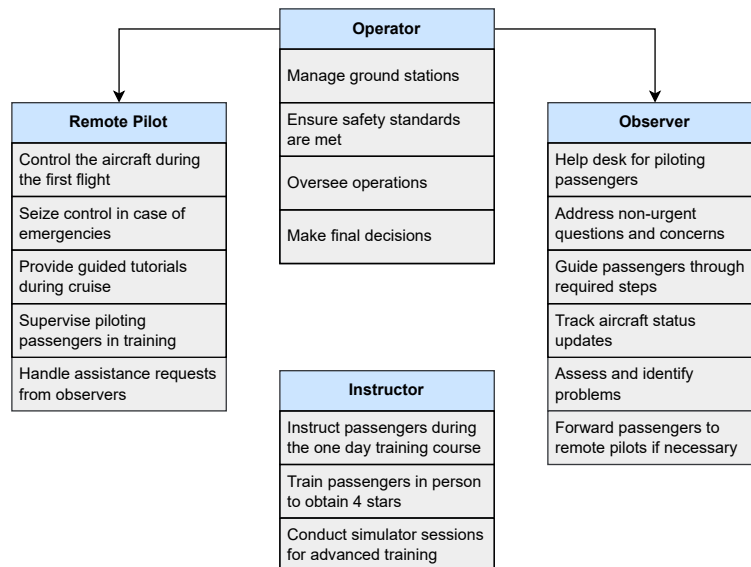 Operator
Manage ground stations
Ensure safety standards
are met
Oversee operations
Make final decisions
Remote Pilot
Control the aircraft during
the first flight
Seize control in case of
emergencies
Provide guided tutorials
during cruise
Supervise piloting
passengers in training
Handle assistance requests
from observers
Observer
Help desk for piloting
passengers
Address non-urgent
questions and concerns
Guide passengers through
required steps
Track aircraft status
updates
Assess and identify
problems
Forward passengers to
remote pilots if necessary
Instructor
Instruct passengers during
the one day training course
Train passengers in person
to obtain 4 stars
Conduct simulator sessions
for advanced training